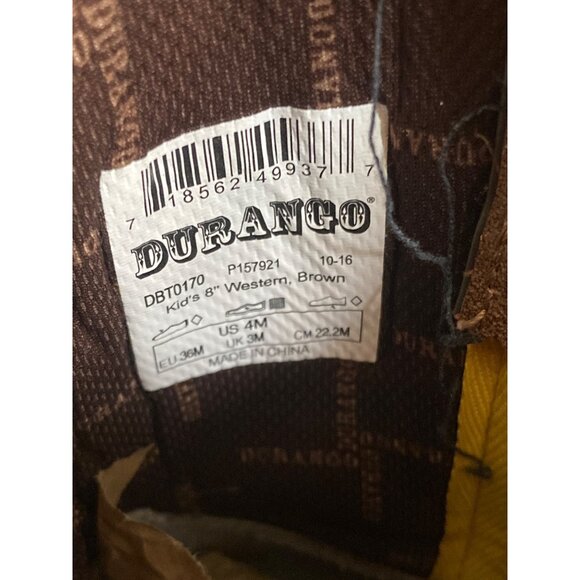 7 18562 49937 7
DURANGO®
DBT0170 P157921 10-16
Kid's 8" Western, Brown
EU 36M US 4M UK 3M CM 22.2M
MADE IN CHINA
DURANGO